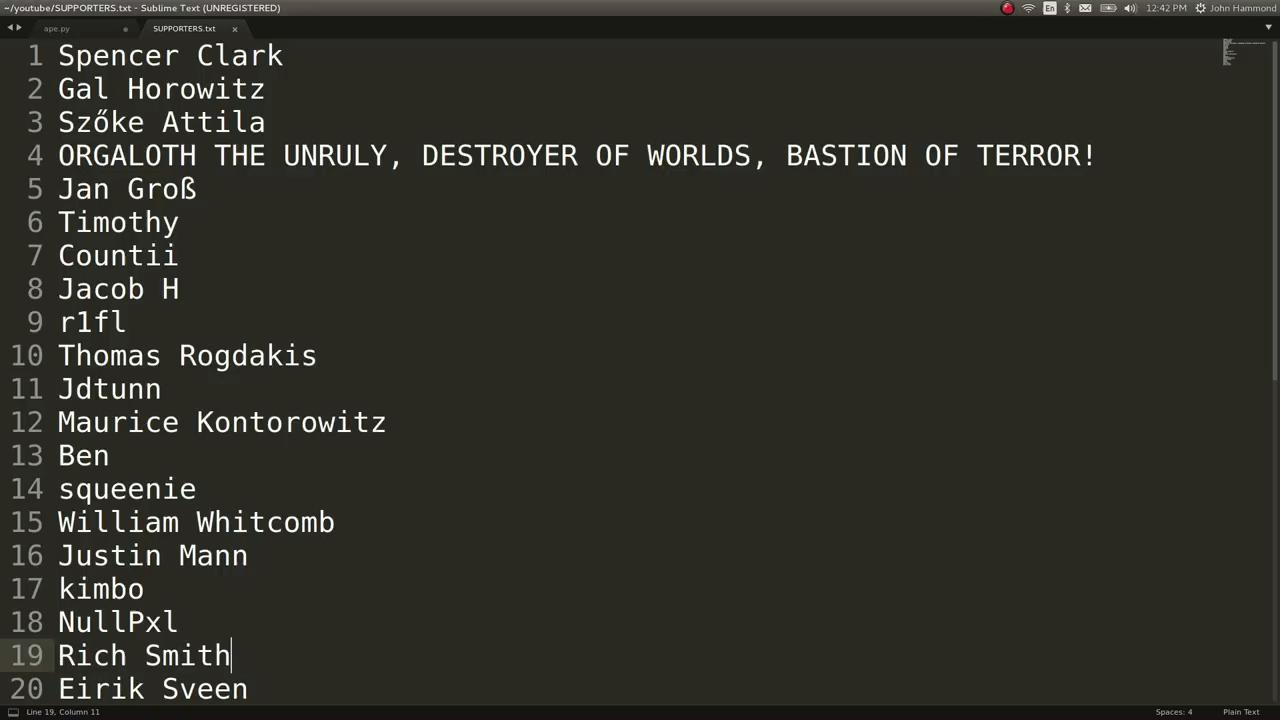 ~/youtube/SUPPORTERS.txt - Sublime Text (UNREGISTERED)
En
12:42 PM
John Hammond
ape.py
SUPPORTERS.txt
1 Spencer Clark
2 Gal Horowitz
3 Szőke Attila
4 ORGALOTH THE UNRULY, DESTROYER OF WORLDS, BASTION OF TERROR!
5 Jan Groß
6 Timothy
7 Countii
8 Jacob H
9 r1fl
10 Thomas Rogdakis
11 Jdtunn
12 Maurice Kontorowitz
13 Ben
14 squeenie
15 William Whitcomb
16 Justin Mann
17 kimbo
18 NullPxl
19 Rich Smith
20 Eirik Sveen
Line 19, Column 11
Spaces: 4
Plain Text